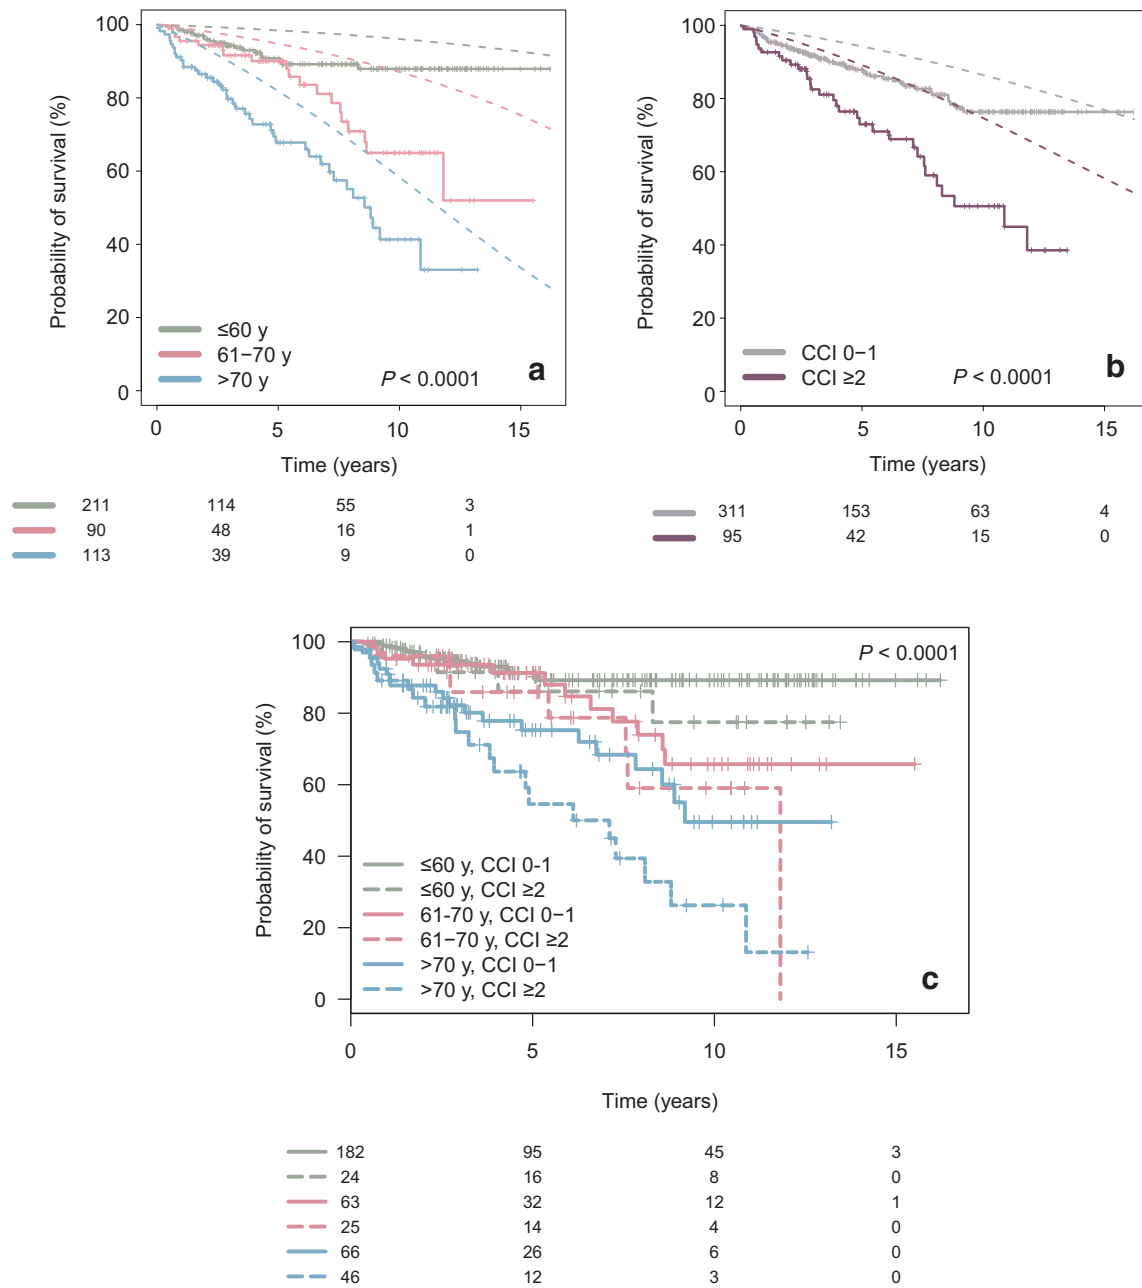 100
80
60
40
20
0
Probability of survival (%)
≤60 y
61−70 y
>70 y
P < 0.0001
a
0 5 10 15
Time (years)
211 114 55 3
90 48 16 1
113 39 9 0
100
80
60
40
20
0
Probability of survival (%)
CCI 0−1
CCI ≥2
P < 0.0001
b
0 5 10 15
Time (years)
311 153 63 4
95 42 15 0
100
80
60
40
20
0
Probability of survival (%)
P < 0.0001
≤60 y, CCI 0-1
≤60 y, CCI ≥2
61-70 y, CCI 0−1
61−70 y, CCI ≥2
>70 y, CCI 0−1
>70 y, CCI ≥2
c
0 5 10 15
Time (years)
182 95 45 3
24 16 8 0
63 32 12 1
25 14 4 0
66 26 6 0
46 12 3 0